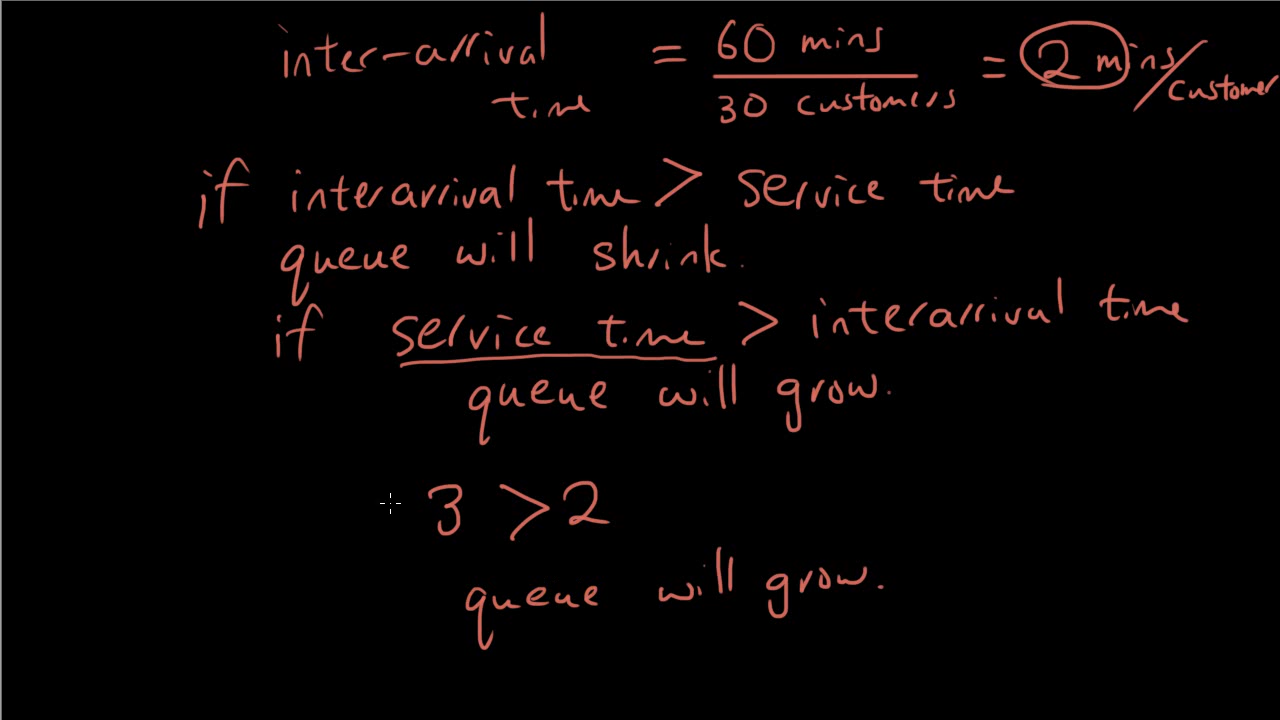 inter-arrival time = 60 mins / 30 customers = 2 mins/customer
if interarrival time > service time
queue will shrink.
if service time > interarrival time
queue will grow.
3 > 2
queue will grow.